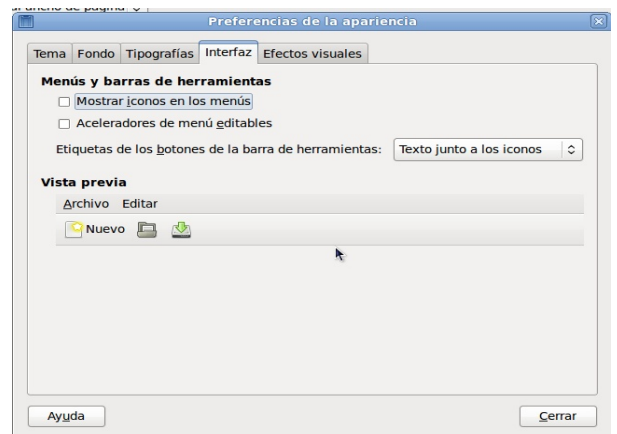 Preferencias de la apariencia
Tema Fondo Tipografías Interfaz Efectos visuales
Menús y barras de herramientas
Mostrar iconos en los menús
Aceleradores de menú editables
Etiquetas de los botones de la barra de herramientas: Texto junto a los iconos
Vista previa
Archivo Editar
Nuevo
Ayuda Cerrar